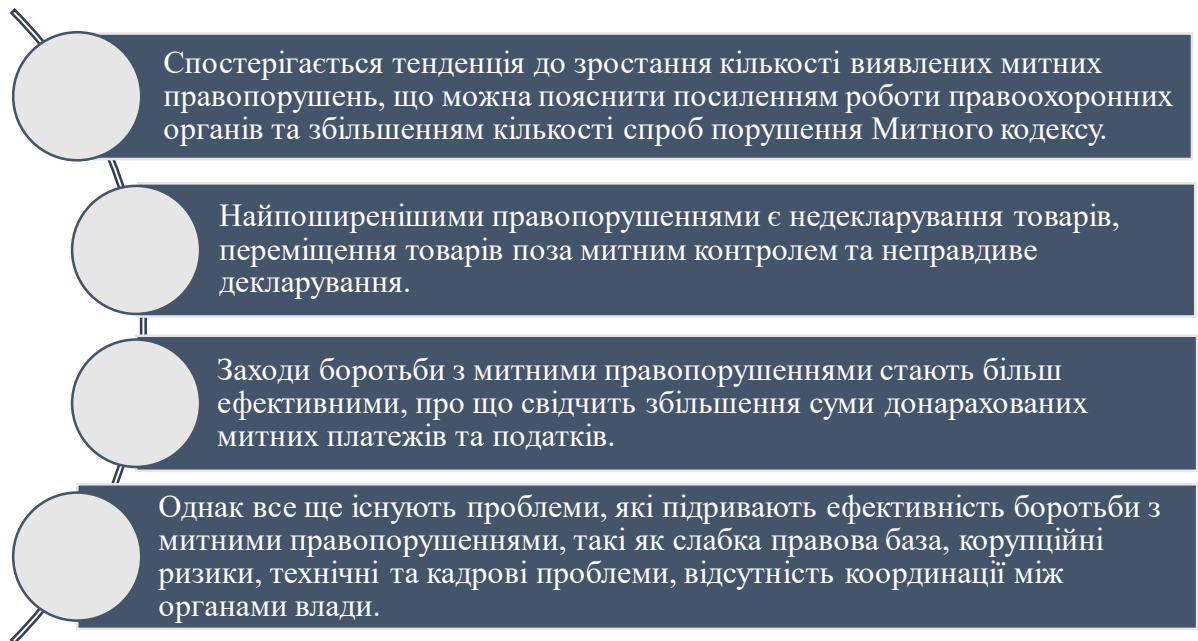 Спостерігається тенденція до зростання кількості виявлених митних
правопорушень, що можна пояснити посиленням роботи правоохоронних
органів та збільшенням кількості спроб порушення Митного кодексу.
Найпоширенішими правопорушеннями є недекларування товарів,
переміщення товарів поза митним контролем та неправдиве
декларування.
Заходи боротьби з митними правопорушеннями стають більш
ефективними, про що свідчить збільшення суми донарахованих
митних платежів та податків.
Однак все ще існують проблеми, які підривають ефективність боротьби з
митними правопорушеннями, такі як слабка правова база, корупційні
ризики, технічні та кадрові проблеми, відсутність координації між
органами влади.